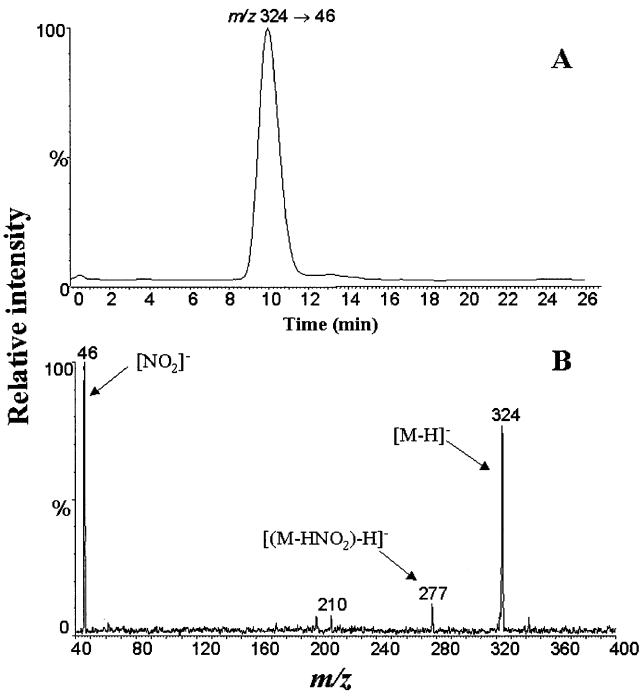 m/z 324 → 46
A
100
%
0
0 2 4 6 8 10 12 14 16 18 20 22 24 26
Time (min)
Relative intensity
B
46
100
[NO₂]⁻
324
[M-H]⁻
[(M-HNO₂)-H]⁻
277
210
%
0
40 80 120 160 200 240 280 320 360 400
m/z